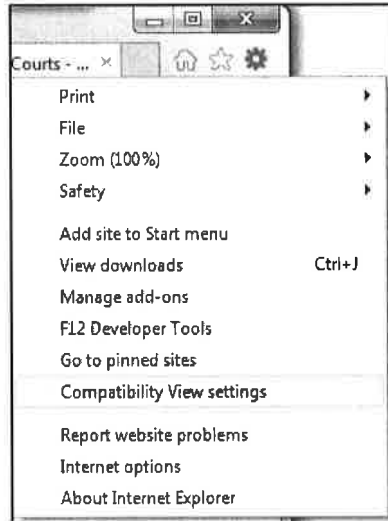 Courts - ... ×
Print
File
Zoom (100%)
Safety
Add site to Start menu
View downloads Ctrl+J
Manage add-ons
F12 Developer Tools
Go to pinned sites
Compatibility View settings
Report website problems
Internet options
About Internet Explorer